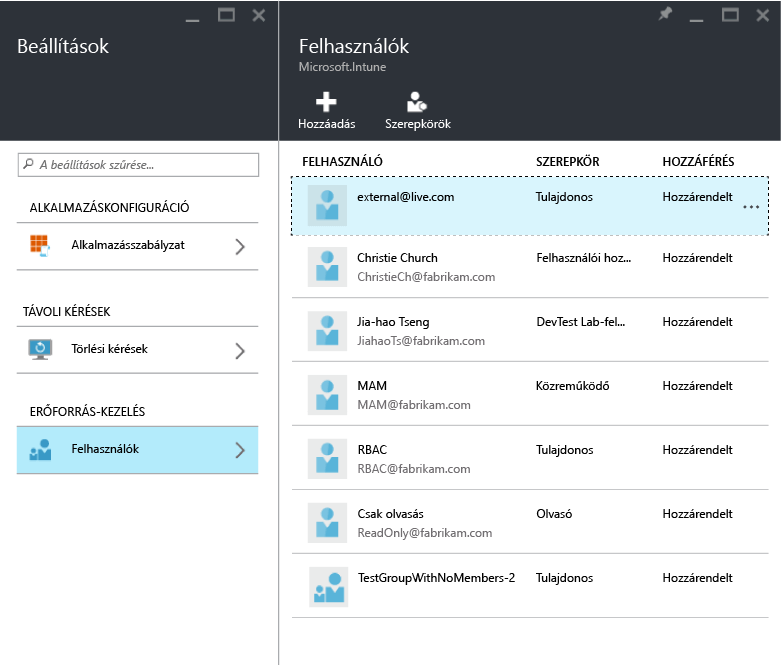 Beállítások
A beállítások szűrése...
ALKALMAZÁSKONFIGURÁCIÓ
Alkalmazásszabályzat
TÁVOLI KÉRÉSEK
Törlési kérések
ERŐFORRÁS-KEZELÉS
Felhasználók
Felhasználók
Microsoft.Intune
Hozzáadás Szerepkörök
FELHASZNÁLÓ SZEREPKÖR HOZZÁFÉRÉS
external@live.com Tulajdonos Hozzárendelt ...
Christie Church Felhasználói hoz... Hozzárendelt
ChristieCh@fabrikam.com
Jia-hao Tseng DevTest Lab-fel... Hozzárendelt
JiahaoTs@fabrikam.com
MAM Közreműködő Hozzárendelt
MAM@fabrikam.com
RBAC Tulajdonos Hozzárendelt
RBAC@fabrikam.com
Csak olvasás Olvasó Hozzárendelt
ReadOnly@fabrikam.com
TestGroupWithNoMembers-2 Tulajdonos Hozzárendelt